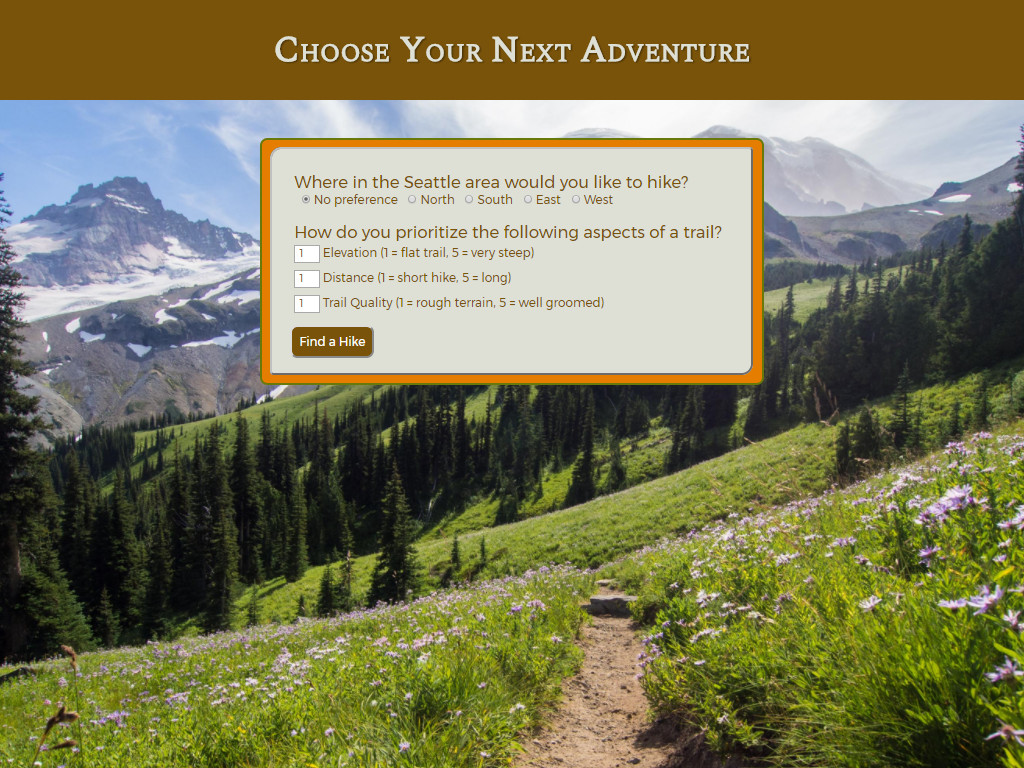 Choose Your Next Adventure
Where in the Seattle area would you like to hike?
No preference North South East West
How do you prioritize the following aspects of a trail?
1 Elevation (1 = flat trail, 5 = very steep)
1 Distance (1 = short hike, 5 = long)
1 Trail Quality (1 = rough terrain, 5 = well groomed)
Find a Hike